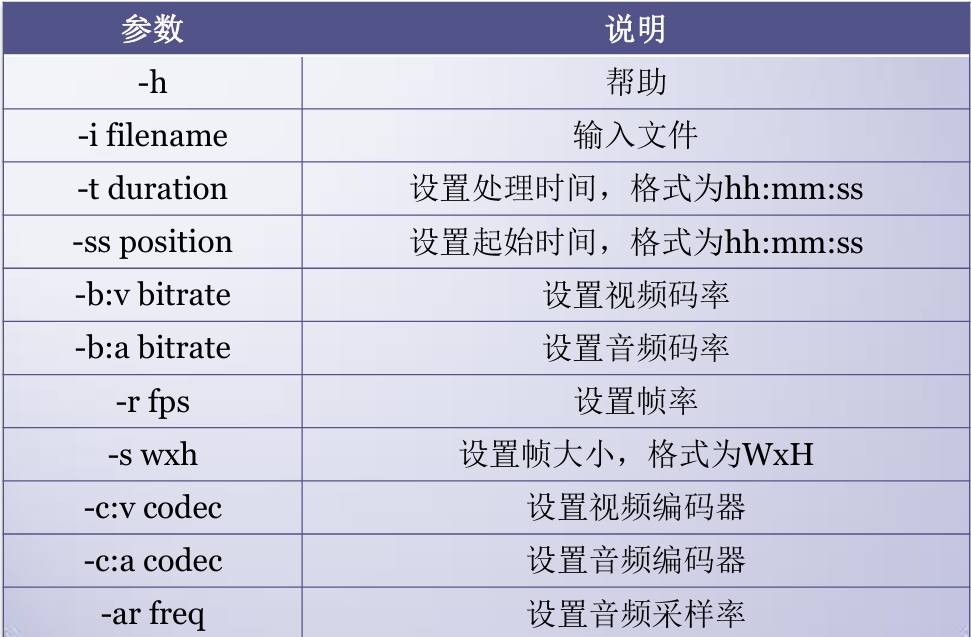 参数 说明
-h 帮助
-i filename 输入文件
-t duration 设置处理时间，格式为hh:mm:ss
-ss position 设置起始时间，格式为hh:mm:ss
-b:v bitrate 设置视频码率
-b:a bitrate 设置音频码率
-r fps 设置帧率
-s wxh 设置帧大小，格式为WxH
-c:v codec 设置视频编码器
-c:a codec 设置音频编码器
-ar freq 设置音频采样率